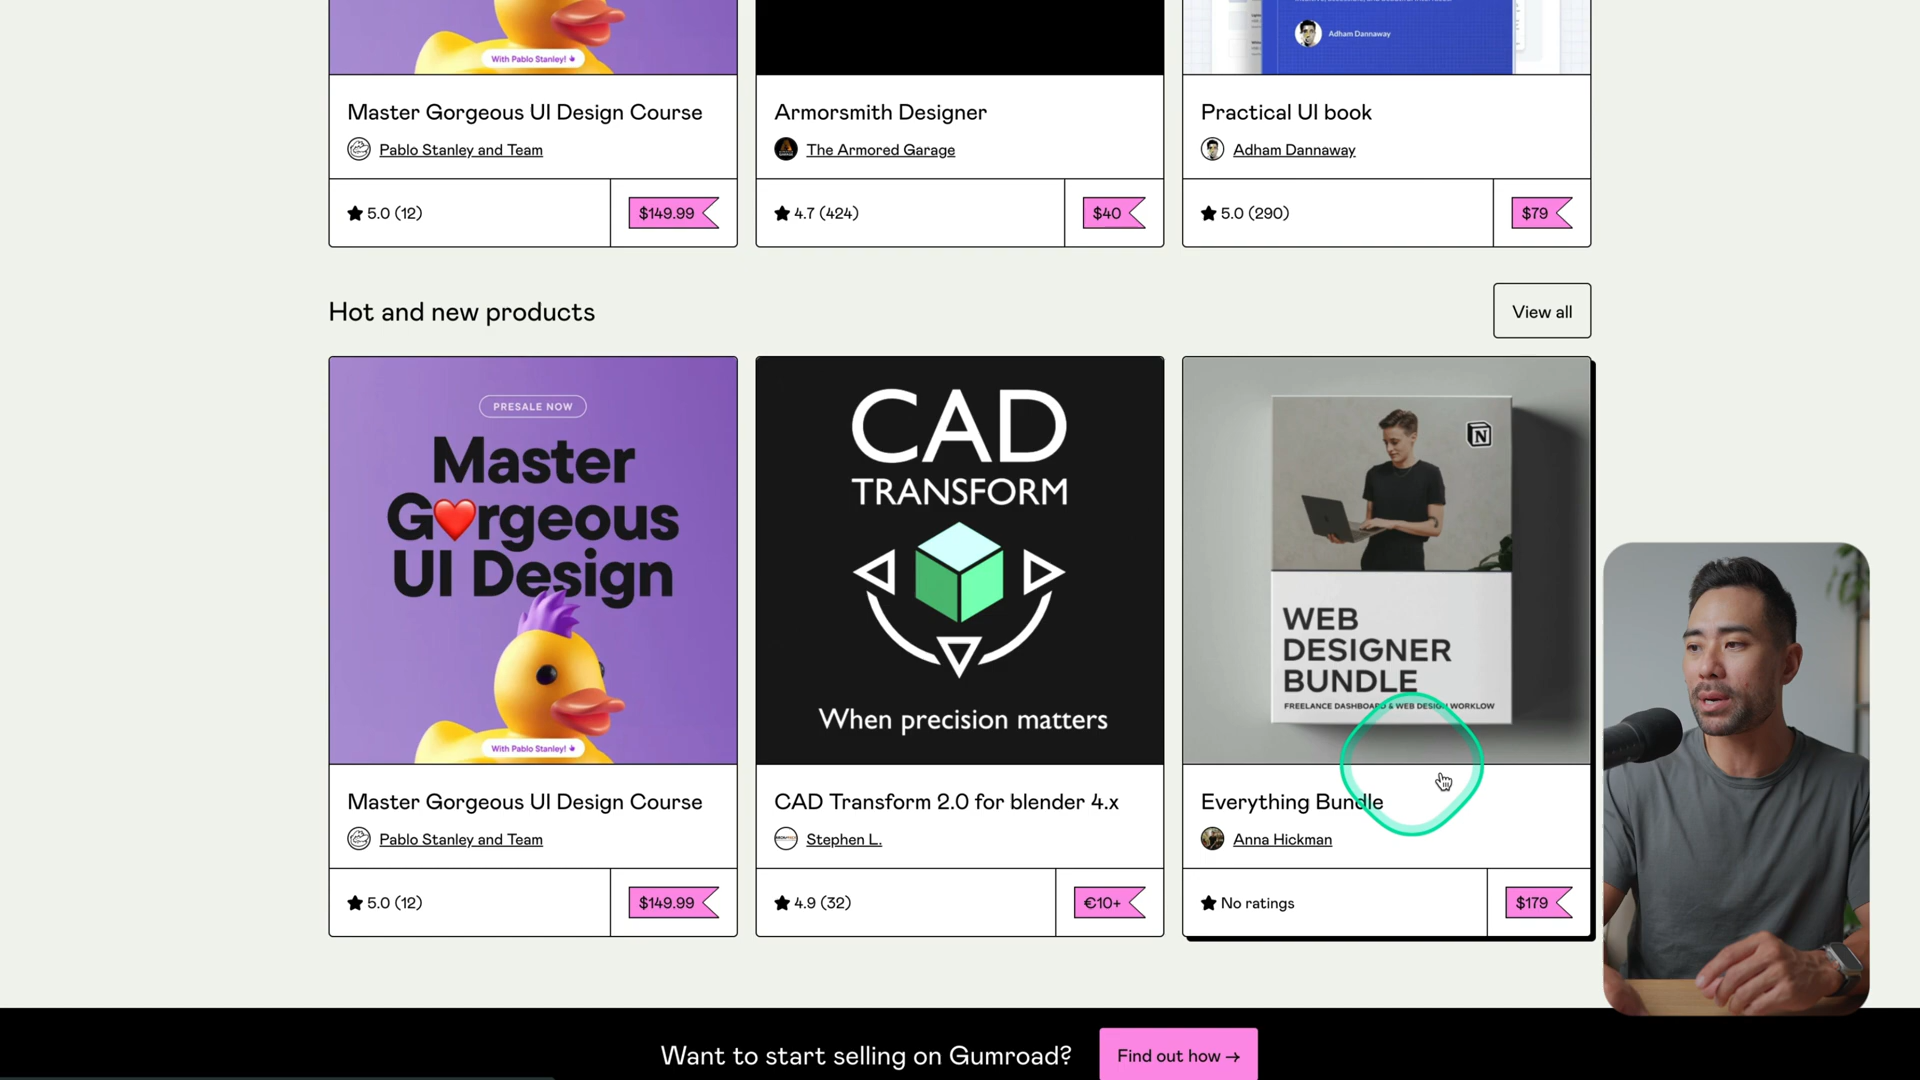 With Pablo Stanley!
Adham Dannaway
Master Gorgeous UI Design Course
Pablo Stanley and Team
5.0 (12)
$149.99
Armorsmith Designer
The Armored Garage
4.7 (424)
$40
Practical UI book
Adham Dannaway
5.0 (290)
$79
Hot and new products
View all
PRESALE NOW
Master
G❤rgeous
UI Design
With Pablo Stanley!
CAD
TRANSFORM
When precision matters
N
WEB
DESIGNER
BUNDLE
FREELANCE DASHBOARD & WEB DESIGN WORKLOW
Master Gorgeous UI Design Course
Pablo Stanley and Team
5.0 (12)
$149.99
CAD Transform 2.0 for blender 4.x
Stephen L.
4.9 (32)
€10+
Everything Bundle
Anna Hickman
No ratings
$179
Want to start selling on Gumroad?
Find out how →